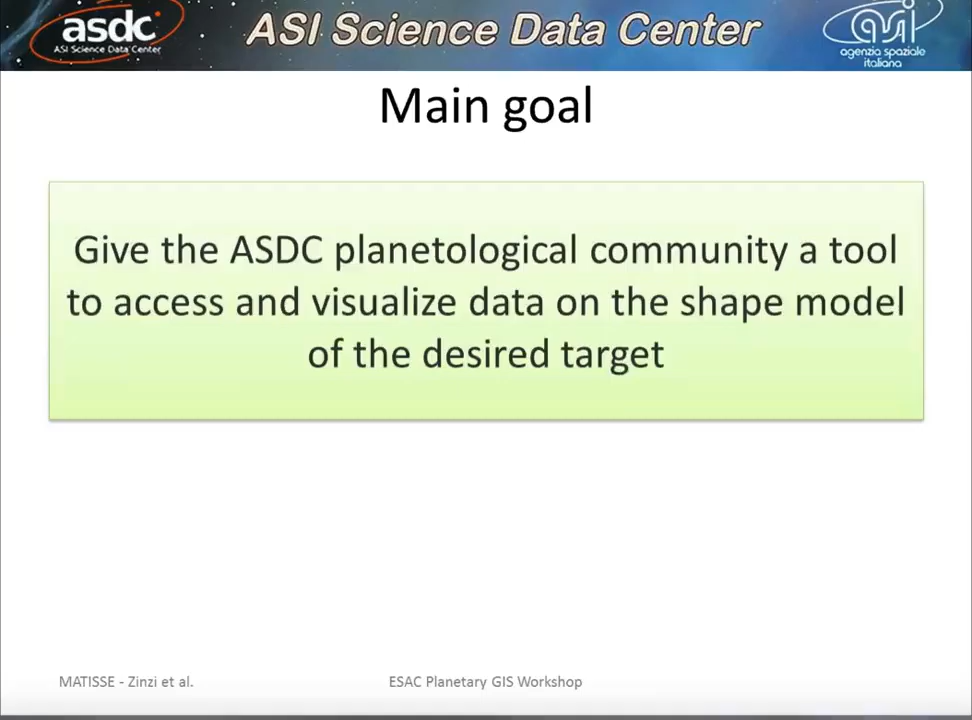 asdc
ASI Science Data Center
ASI Science Data Center
asi
agenzia spaziale
italiana
Main goal
Give the ASDC planetological community a tool
to access and visualize data on the shape model
of the desired target
MATISSE - Zinzi et al.
ESAC Planetary GIS Workshop